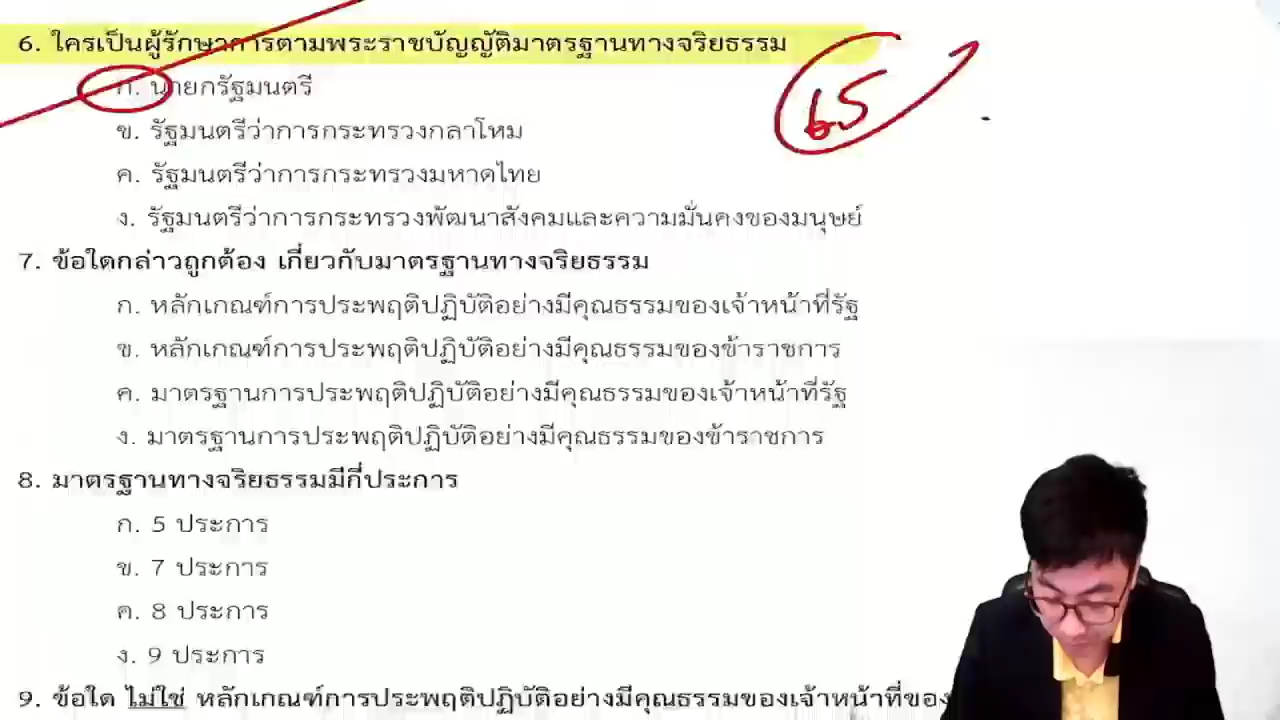 6. ใครเป็นผู้รักษาการตามพระราชบัญญัติมาตรฐานทางจริยธรรม
ก. นายกรัฐมนตรี
65
ข. รัฐมนตรีว่าการกระทรวงกลาโหม
ค. รัฐมนตรีว่าการกระทรวงมหาดไทย
ง. รัฐมนตรีว่าการกระทรวงพัฒนาสังคมและความมั่นคงของมนุษย์
7. ข้อใดกล่าวถูกต้อง เกี่ยวกับมาตรฐานทางจริยธรรม
ก. หลักเกณฑ์การประพฤติปฏิบัติอย่างมีคุณธรรมของเจ้าหน้าที่รัฐ
ข. หลักเกณฑ์การประพฤติปฏิบัติอย่างมีคุณธรรมของข้าราชการ
ค. มาตรฐานการประพฤติปฏิบัติอย่างมีคุณธรรมของเจ้าหน้าที่รัฐ
ง. มาตรฐานการประพฤติปฏิบัติอย่างมีคุณธรรมของข้าราชการ
8. มาตรฐานทางจริยธรรมมีกี่ประการ
ก. 5 ประการ
ข. 7 ประการ
ค. 8 ประการ
ง. 9 ประการ
9. ข้อใด ไม่ใช่ หลักเกณฑ์การประพฤติปฏิบัติอย่างมีคุณธรรมของเจ้าหน้าที่ของ